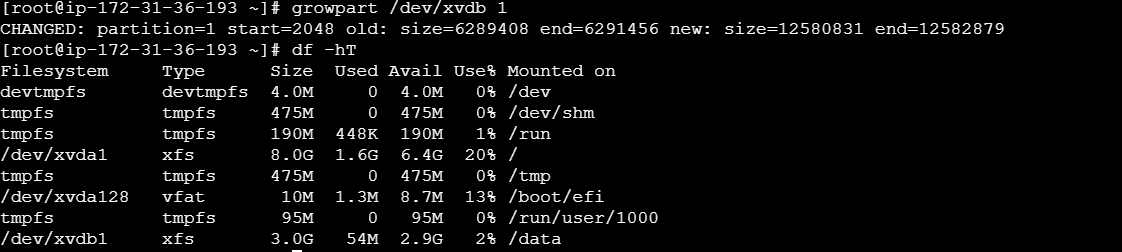 [root@ip-172-31-36-193 ~]# growpart /dev/xvdb 1
CHANGED: partition=1 start=2048 old: size=6289408 end=6291456 new: size=12580831 end=12582879
[root@ip-172-31-36-193 ~]# df -hT
Filesystem     Type      Size  Used Avail Use% Mounted on
devtmpfs       devtmpfs  4.0M     0  4.0M   0% /dev
tmpfs          tmpfs     475M     0  475M   0% /dev/shm
tmpfs          tmpfs     190M  448K  190M   1% /run
/dev/xvda1     xfs       8.0G  1.6G  6.4G  20% /
tmpfs          tmpfs     475M     0  475M   0% /tmp
/dev/xvda128   vfat       10M  1.3M  8.7M  13% /boot/efi
tmpfs          tmpfs      95M     0   95M   0% /run/user/1000
/dev/xvdb1     xfs       3.0G   54M  2.9G   2% /data